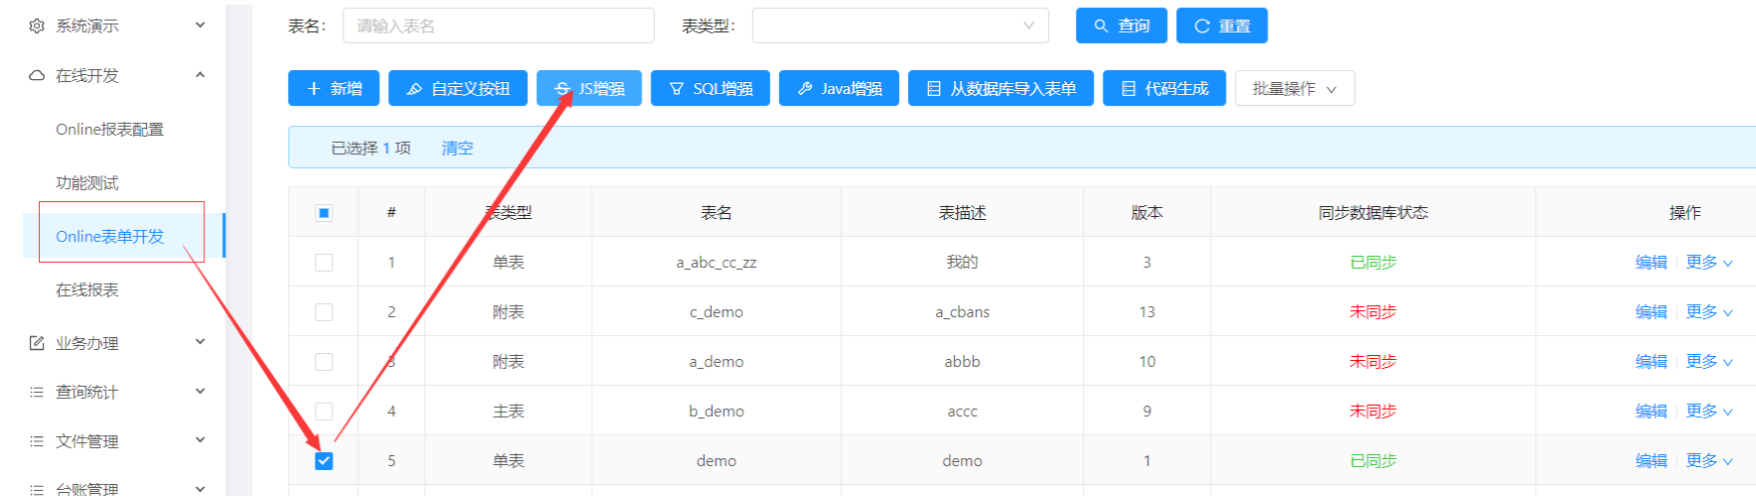 系统演示
在线开发
Online报表配置
功能测试
Online表单开发
在线报表
业务办理
查询统计
文件管理
台账管理
表名： 请输入表名 表类型： 查询 重置
新增 自定义按钮 JS增强 SQL增强 Java增强 从数据库导入表单 代码生成 批量操作
已选择 1 项 清空
# 表类型 表名 表描述 版本 同步数据库状态 操作
1 单表 a_abc_cc_zz 我的 3 已同步 编辑 更多
2 附表 c_demo a_cbans 13 未同步 编辑 更多
3 附表 a_demo abbb 10 未同步 编辑 更多
4 主表 b_demo accc 9 未同步 编辑 更多
5 单表 demo demo 1 已同步 编辑 更多